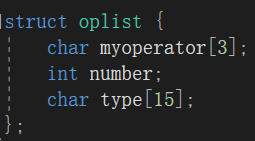 struct oplist {
    char myoperator[3];
    int number;
    char type[15];
};